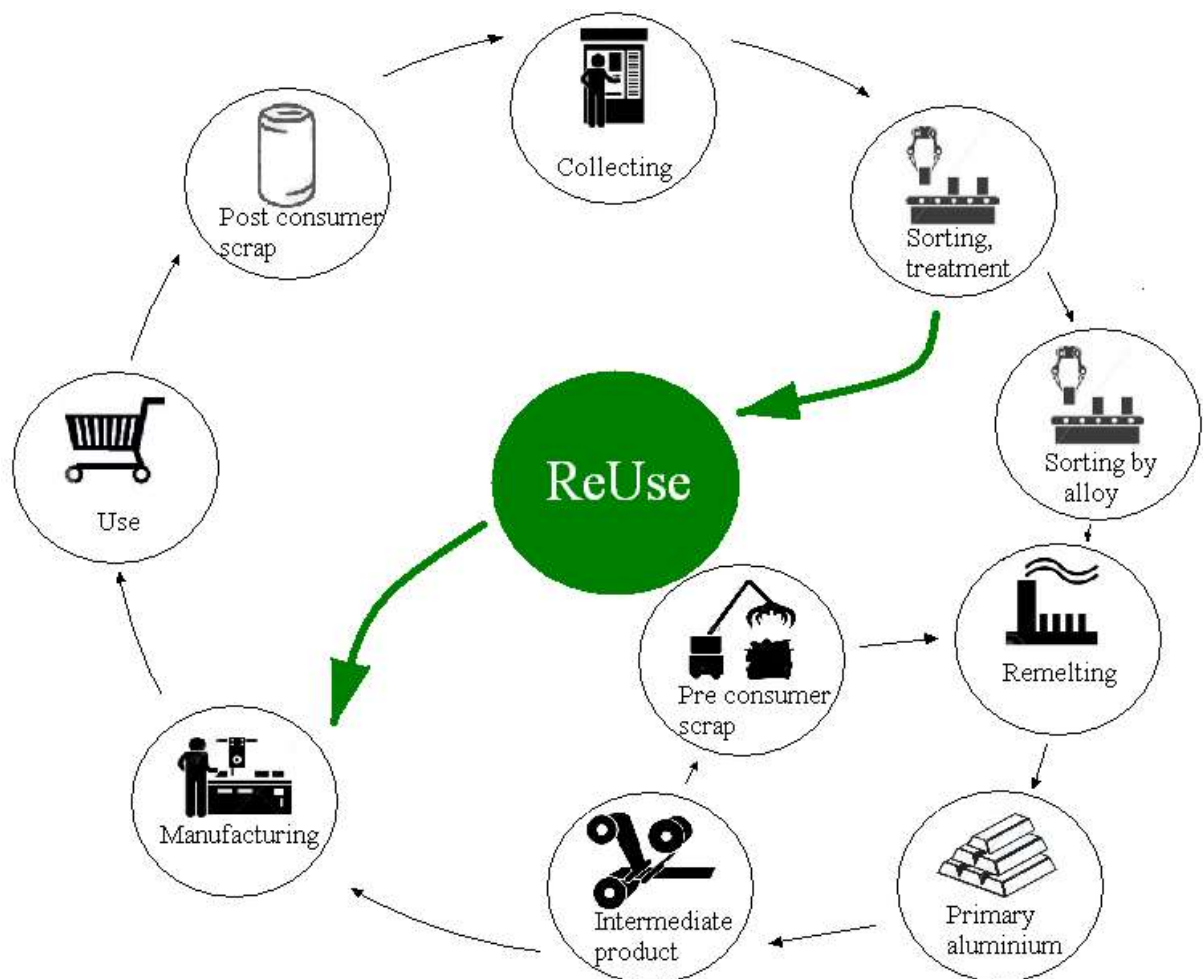 Collecting
Post consumer
scrap
Sorting,
treatment
Sorting by
alloy
Use
ReUse
Remelting
Pre consumer
scrap
Manufacturing
Intermediate
product
Primary
aluminium